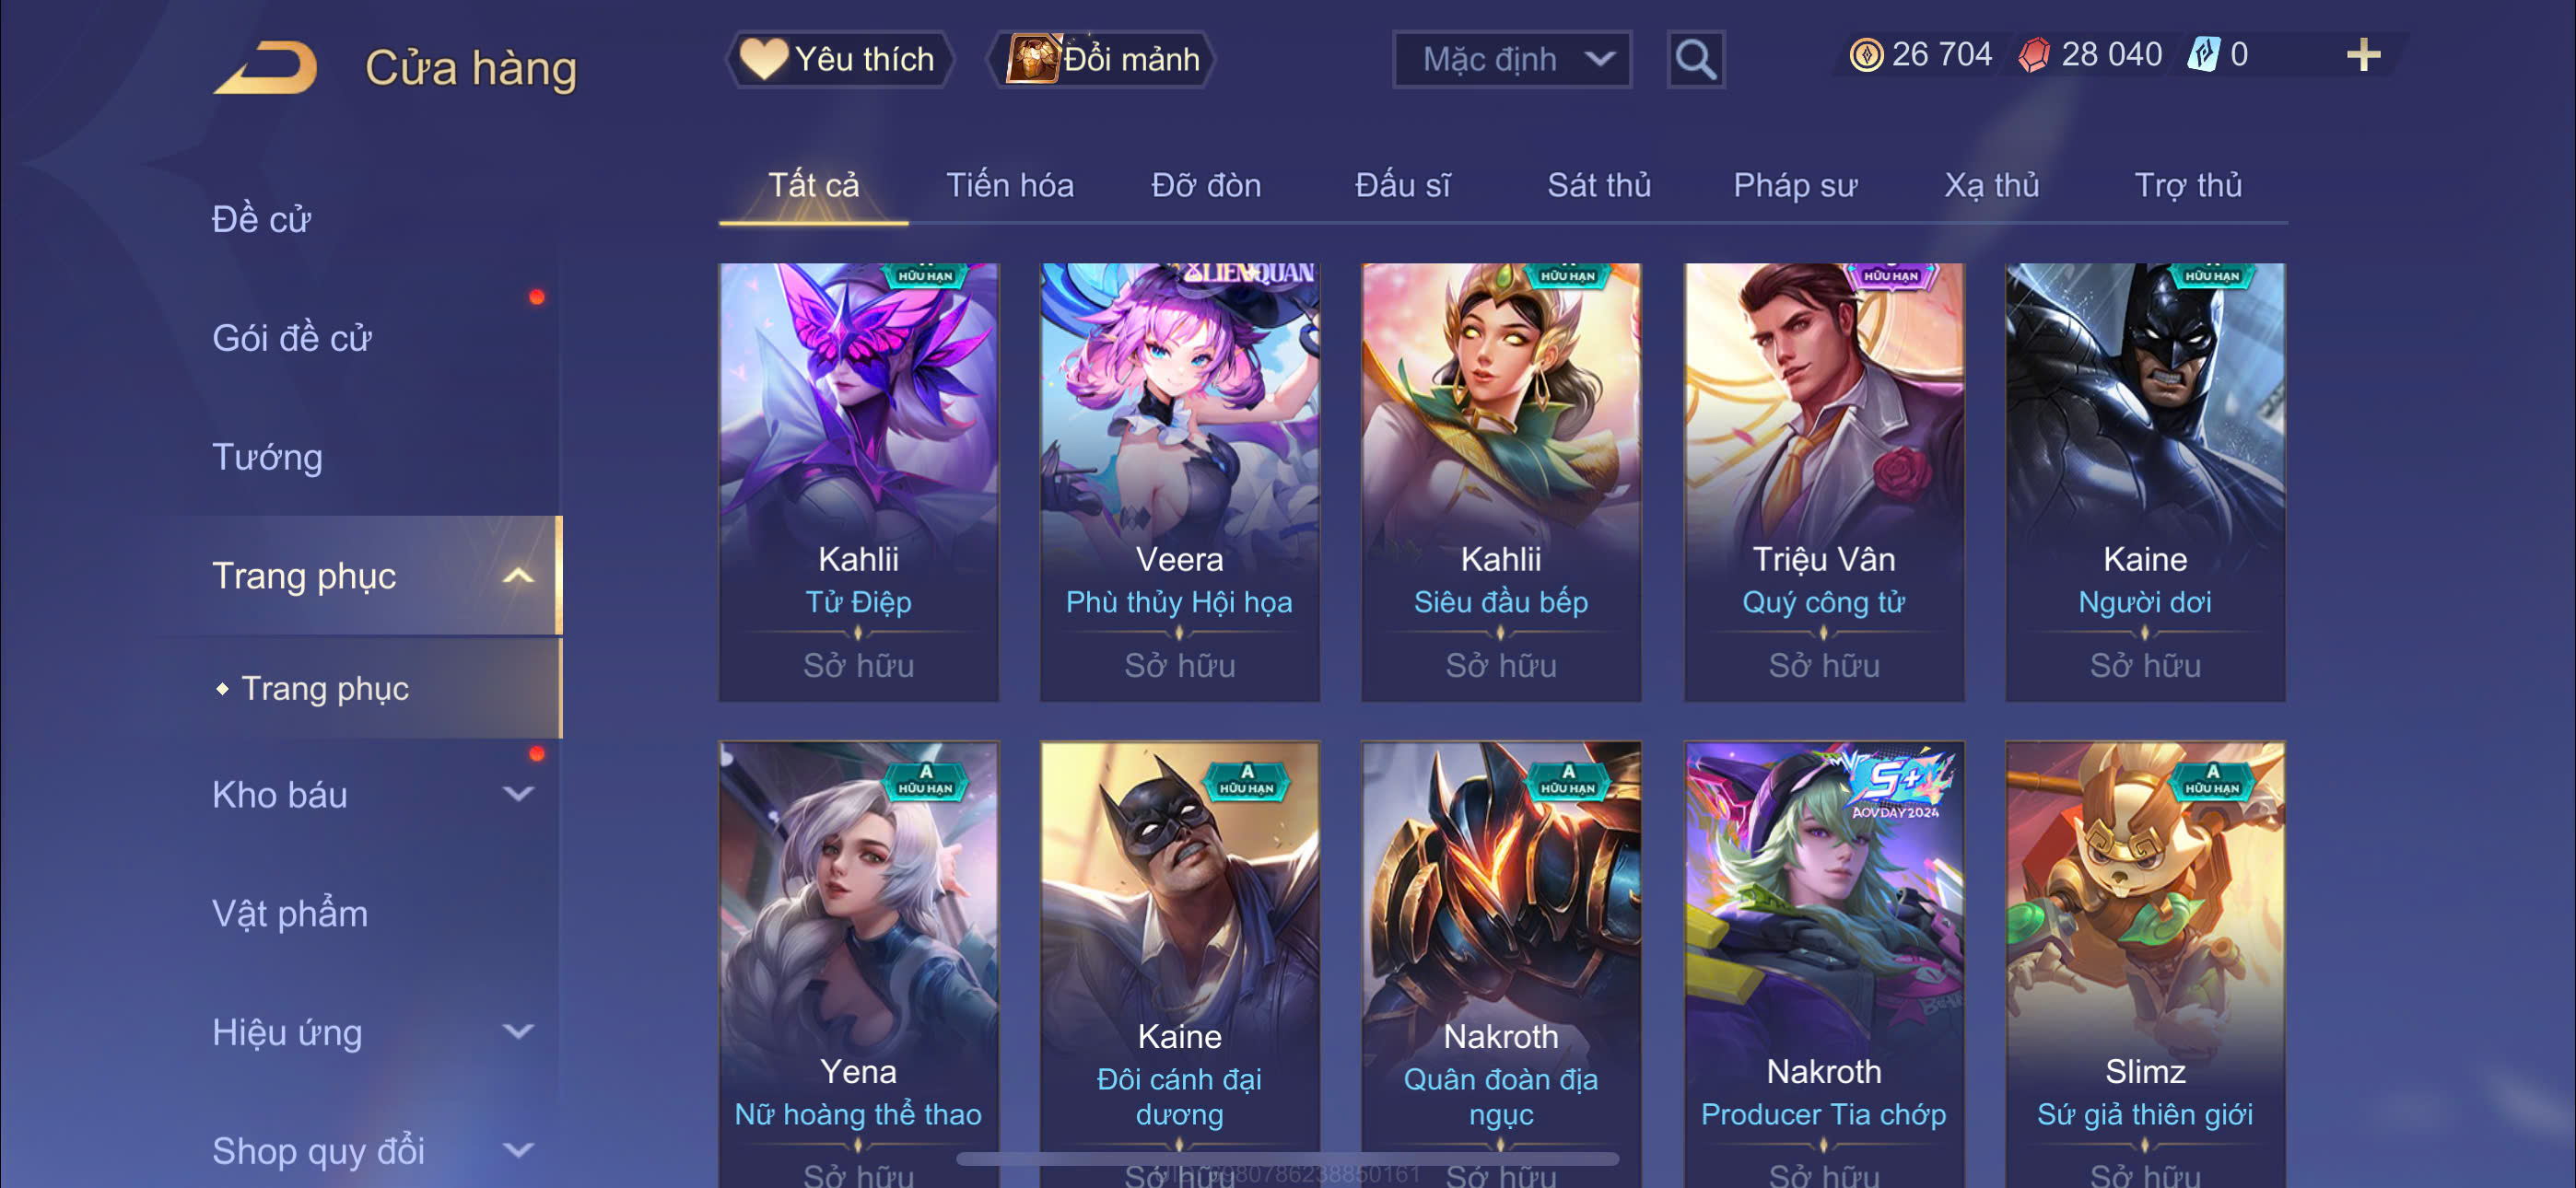 Cửa hàng
Yêu thích
Đổi mảnh
Mặc định
26 704
28 040
0
Tất cả
Tiến hóa
Đỡ đòn
Đấu sĩ
Sát thủ
Pháp sư
Xạ thủ
Trợ thủ
Đề cử
Gói đề cử
Tướng
Trang phục
Trang phục
Kho báu
Vật phẩm
Hiệu ứng
Shop quy đổi
HỮU HẠN
Kahlii
Tử Điệp
Sở hữu
LIENQUAN
Veera
Phù thủy Hội họa
Sở hữu
HỮU HẠN
Kahlii
Siêu đầu bếp
Sở hữu
HỮU HẠN
Triệu Vân
Quý công tử
Sở hữu
HỮU HẠN
Kaine
Người dơi
Sở hữu
A
HỮU HẠN
Yena
Nữ hoàng thể thao
Sở hữu
A
HỮU HẠN
Kaine
Đôi cánh đại
dương
Sở hữu
A
HỮU HẠN
Nakroth
Quân đoàn địa
ngục
Sở hữu
MVP
S+
AOVDAY2024
Nakroth
Producer Tia chớp
Sở hữu
A
HỮU HẠN
Slimz
Sứ giả thiên giới
Sở hữu